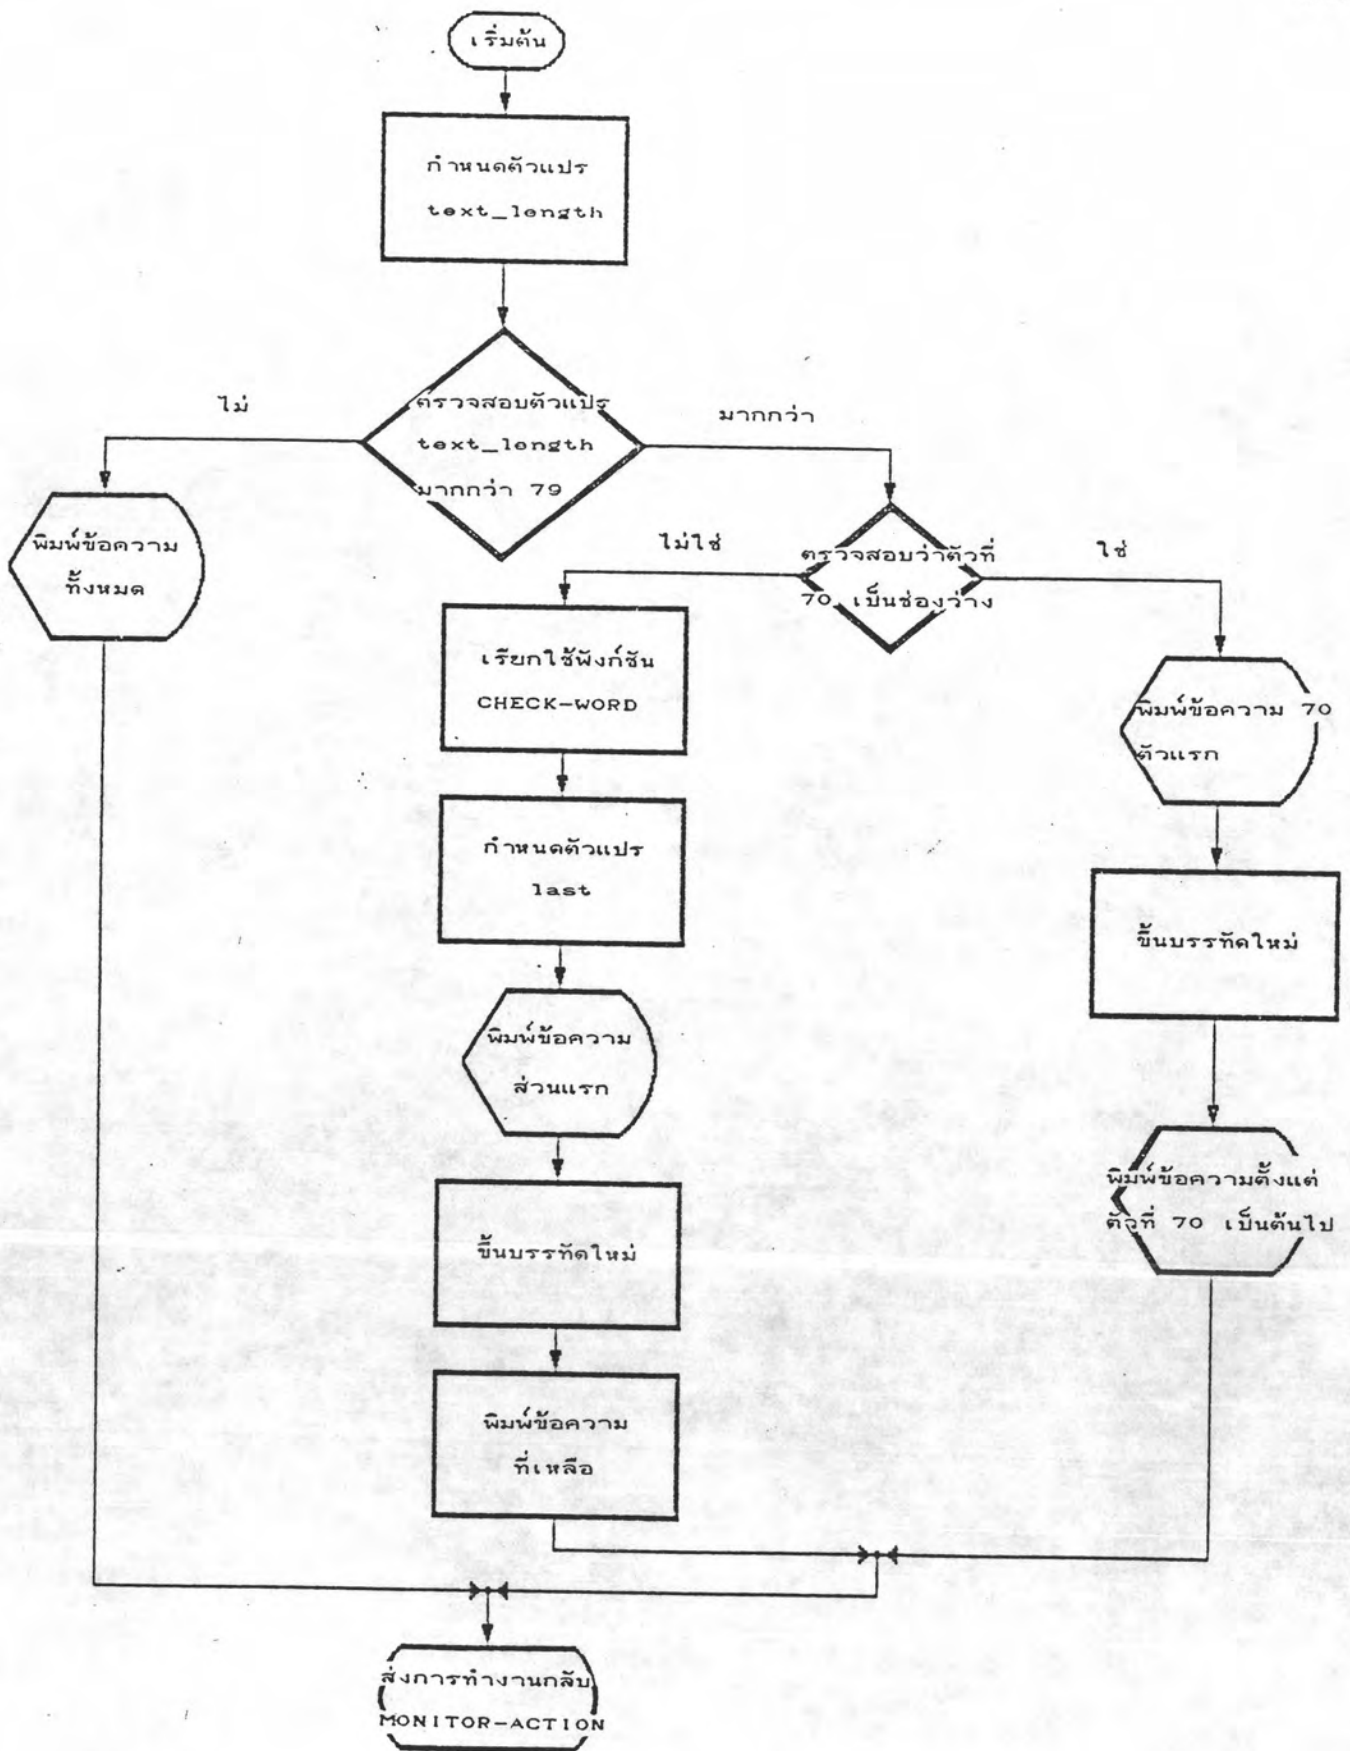 เริ่มต้น
กำหนดตัวแปร
text_length
ตรวจสอบตัวแปร
text_length
มากกว่า 79
ไม่
มากกว่า
พิมพ์ข้อความ
ทั้งหมด
ตรวจสอบว่าตัวที่
70 เป็นช่องว่าง
ไม่ใช่
ใช่
เรียกใช้ฟังก์ชัน
CHECK-WORD
กำหนดตัวแปร
last
พิมพ์ข้อความ
ส่วนแรก
ขึ้นบรรทัดใหม่
พิมพ์ข้อความ
ที่เหลือ
พิมพ์ข้อความ 70
ตัวแรก
ขึ้นบรรทัดใหม่
พิมพ์ข้อความตั้งแต่
ตัวที่ 70 เป็นต้นไป
ส่งการทำงานกลับ
MONITOR-ACTION